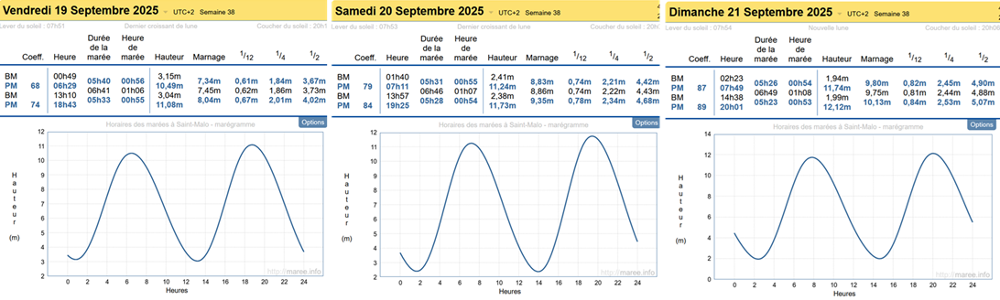 Vendredi 19 Septembre 2025 UTC+2 Semaine 38
Lever du soleil : 07h51 Dernier croissant de lune Coucher du soleil : 20h1
Durée de la marée
Heure de la marée
Coeff. Heure Hauteur Marnage 1/12 1/4 1/2
BM 00h49 3,15m
PM 68 06h29 05h40 00h56 10,49m 7,34m 0,61m 1,84m 3,67m
BM 13h10 06h41 01h06 3,04m 7,45m 0,62m 1,86m 3,73m
PM 74 18h43 05h33 00h55 11,08m 8,04m 0,67m 2,01m 4,02m
Horaires des marées à Saint-Malo - marégramme
Options
12
11
10
9
8
7
6
5
4
3
2
Hauteur
(m)
http://maree.info
0 2 4 6 8 10 12 14 16 18 20 22 24
Heures
Samedi 20 Septembre 2025 UTC+2 Semaine 38
Lever du soleil : 07h53 Dernier croissant de lune Coucher du soleil : 20h
Durée de la marée
Heure de la marée
Coeff. Heure Hauteur Marnage 1/12 1/4 1/2
BM 01h40 2,41m
PM 79 07h11 05h31 00h55 11,24m 8,83m 0,74m 2,21m 4,42m
BM 13h57 06h46 01h07 2,38m 8,86m 0,74m 2,22m 4,43m
PM 84 19h25 05h28 00h54 11,73m 9,35m 0,78m 2,34m 4,68m
Horaires des marées à Saint-Malo - marégramme
Options
12
11
10
9
8
7
6
5
4
3
2
Hauteur
(m)
http://maree.info
0 2 4 6 8 10 12 14 16 18 20 22 24
Heures
Dimanche 21 Septembre 2025 UTC+2 Semaine 38
Lever du soleil : 07h54 Nouvelle lune Coucher du soleil : 20h06
Durée de la marée
Heure de la marée
Coeff. Heure Hauteur Marnage 1/12 1/4 1/2
BM 02h23 1,94m
PM 87 07h49 05h26 00h54 11,74m 9,80m 0,82m 2,45m 4,90m
BM 14h38 06h49 01h08 1,99m 9,75m 0,81m 2,44m 4,88m
PM 89 20h01 05h23 00h53 12,12m 10,13m 0,84m 2,53m 5,07m
Horaires des marées à Saint-Malo - marégramme
Options
14
12
10
8
6
4
2
0
Hauteur
(m)
http://maree.info
0 2 4 6 8 10 12 14 16 18 20 22 24
Heures